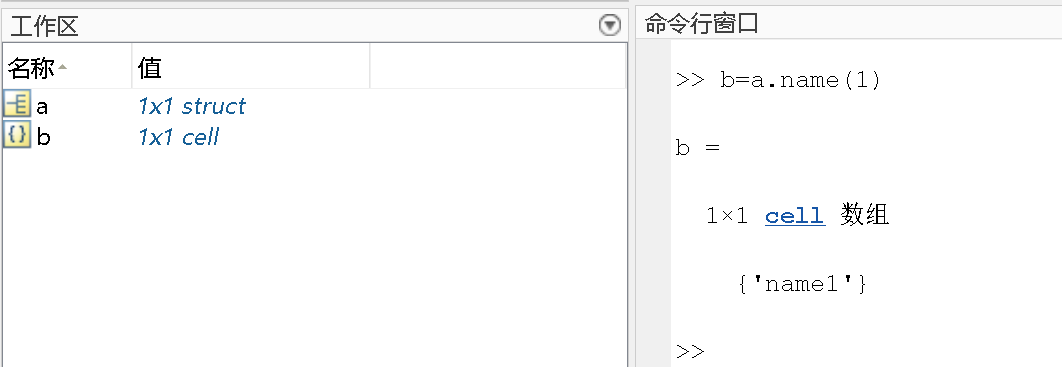 工作区
名称 值
a 1x1 struct
b 1x1 cell
命令行窗口
>> b=a.name(1)
b =
1×1 cell 数组
{'name1'}
>>